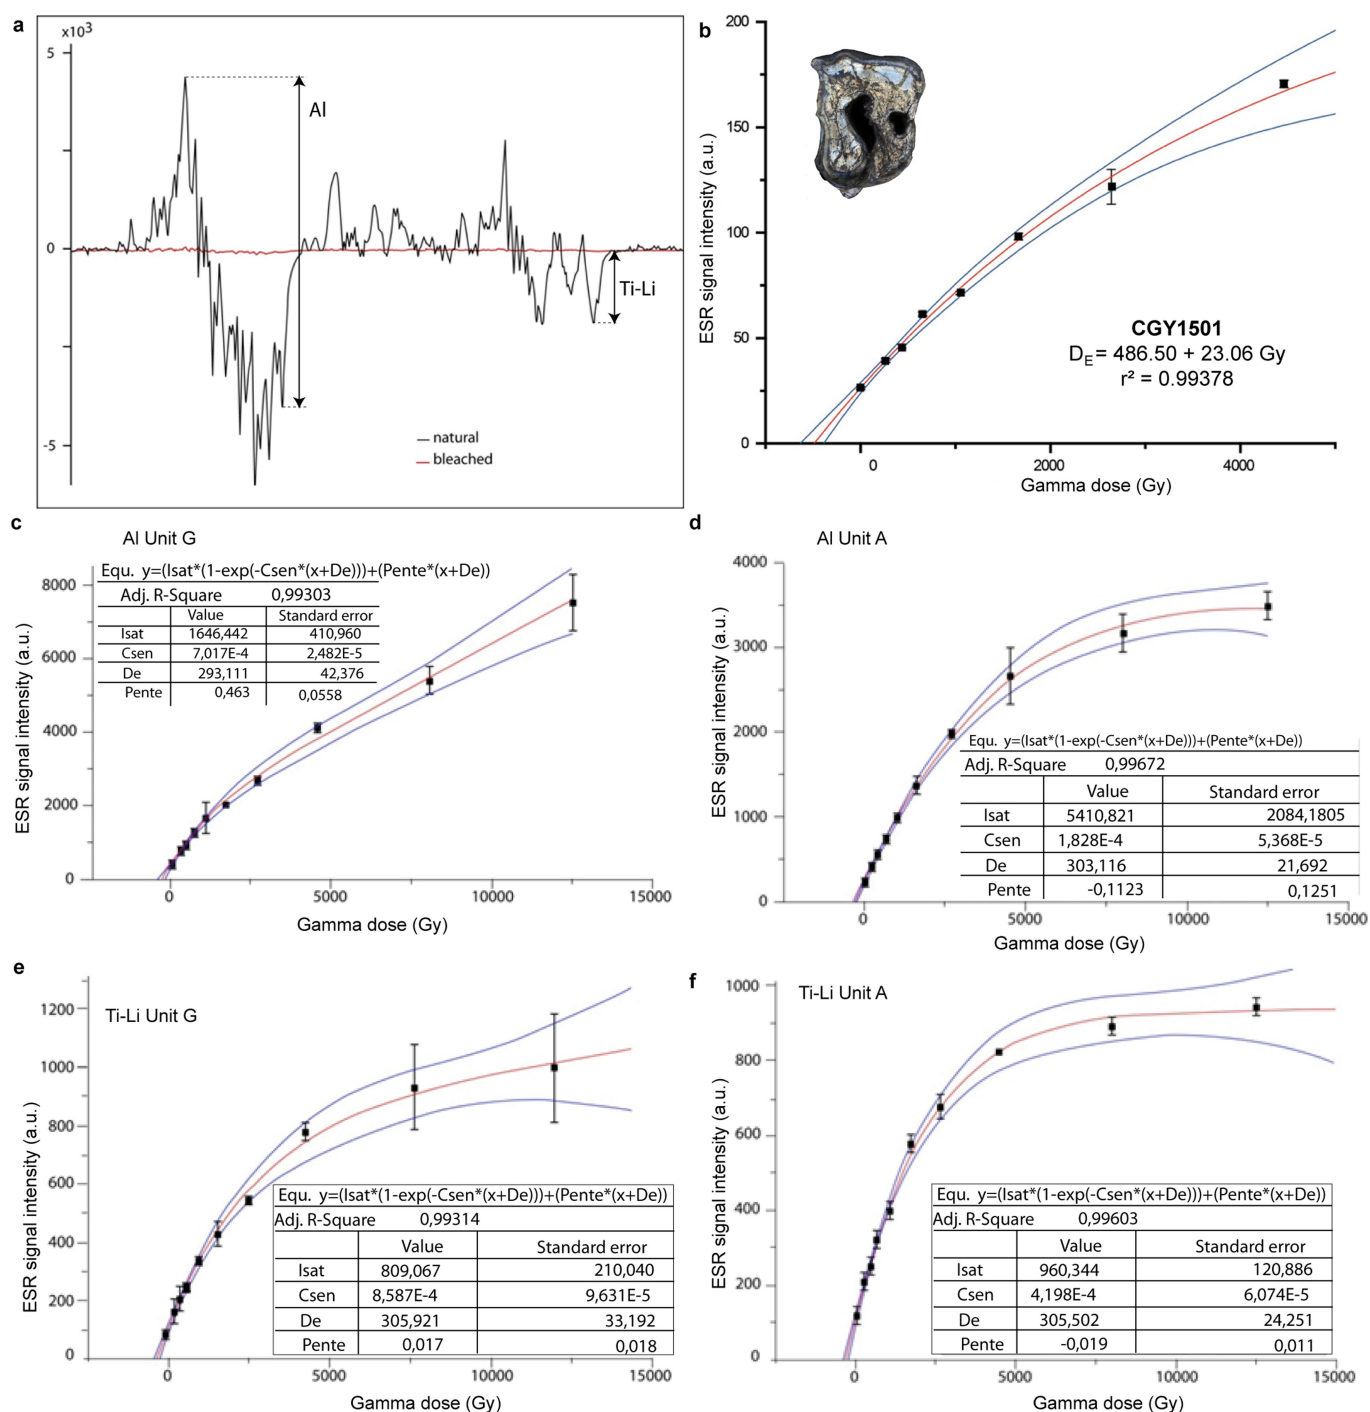 a
x10³
5
0
-5
Al
Ti-Li
natural
bleached
b
200
150
100
50
0
ESR signal intensity (a.u.)
CGY1501
DE = 486.50 + 23.06 Gy
r² = 0.99378
0 2000 4000
Gamma dose (Gy)
c
Al Unit G
Equ. y=(Isat*(1-exp(-Csen*(x+De)))+(Pente*(x+De))
Adj. R-Square 0,99303
Value Standard error
Isat 1646,442 410,960
Csen 7,017E-4 2,482E-5
De 293,111 42,376
Pente 0,463 0,0558
8000
6000
4000
2000
0
ESR signal intensity (a.u.)
0 5000 10000 15000
Gamma dose (Gy)
d
Al Unit A
4000
3000
2000
1000
0
ESR signal intensity (a.u.)
Equ. y=(Isat*(1-exp(-Csen*(x+De)))+(Pente*(x+De))
Adj. R-Square 0,99672
Value Standard error
Isat 5410,821 2084,1805
Csen 1,828E-4 5,368E-5
De 303,116 21,692
Pente -0,1123 0,1251
0 5000 10000 15000
Gamma dose (Gy)
e
Ti-Li Unit G
1200
1000
800
600
400
200
0
ESR signal intensity (a.u.)
Equ. y=(Isat*(1-exp(-Csen*(x+De)))+(Pente*(x+De))
Adj. R-Square 0,99314
Value Standard error
Isat 809,067 210,040
Csen 8,587E-4 9,631E-5
De 305,921 33,192
Pente 0,017 0,018
0 5000 10000 15000
Gamma dose (Gy)
f
Ti-Li Unit A
1000
800
600
400
200
0
ESR signal intensity (a.u.)
Equ. y=(Isat*(1-exp(-Csen*(x+De)))+(Pente*(x+De))
Adj. R-Square 0,99603
Value Standard error
Isat 960,344 120,886
Csen 4,198E-4 6,074E-5
De 305,502 24,251
Pente -0,019 0,011
0 5000 10000 15000
Gamma dose (Gy)